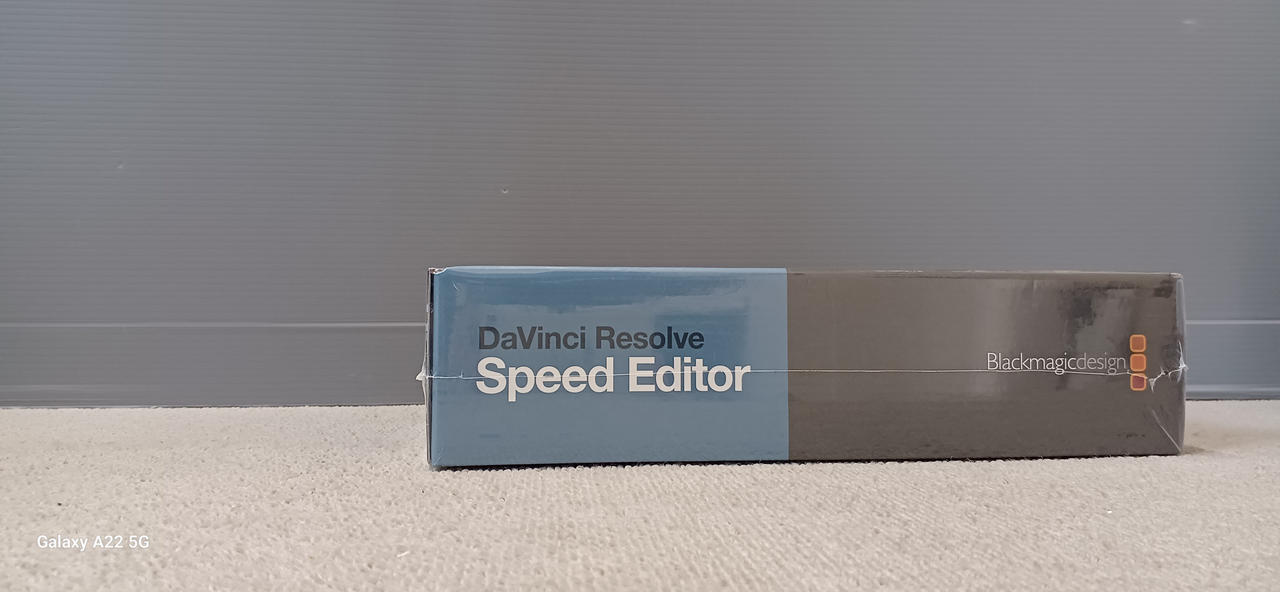 DaVinci Resolve
Speed Editor
Blackmagicdesign
Galaxy A22 5G